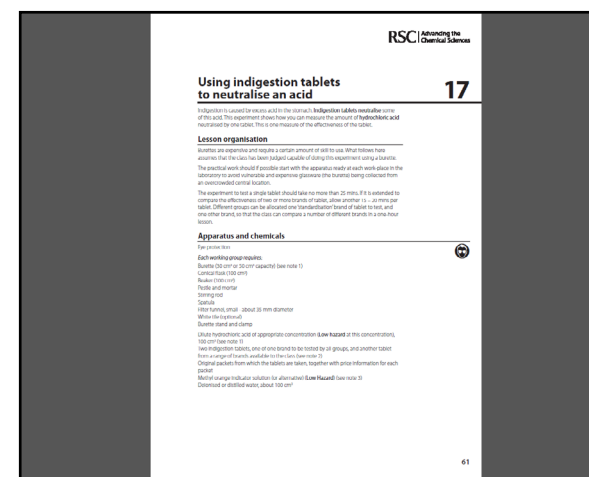 RSC Advancing the
Chemical Sciences
Using indigestion tablets
to neutralise an acid
17
Indigestion is caused by excess acid in the stomach. Indigestion tablets neutralise some
of this acid. This experiment shows how you can measure the amount of hydrochloric acid
neutralised by one tablet. This is one measure of the effectiveness of the tablet.
Lesson organisation
Burettes are expensive and require a certain amount of skill to use. What follows here
assumes that the class has been judged capable of doing this experiment using a burette.
The practical work should if possible start with the apparatus ready at each work-place in the
laboratory to avoid vulnerable and expensive glassware (the burette) being collected from
an overcrowded central location.
The experiment to test a single tablet should take no more than 25 mins. If it is extended to
compare the effectiveness of two or more brands of tablet, allow another 15 – 20 mins per
tablet. Different groups can be allocated one 'standardisation' brand of tablet to test, and
one other brand, so that the class can compare a number of different brands in a one-hour
lesson.
Apparatus and chemicals
Eye protection
Each working group requires:
Burette (30 cm³ or 50 cm³ capacity) (see note 1)
Conical flask (100 cm³)
Beaker (100 cm³)
Pestle and mortar
Stirring rod
Spatula
Filter funnel, small about 35 mm diameter
White tile (optional)
Burette stand and clamp
Dilute hydrochloric acid of appropriate concentration (Low hazard at this concentration),
100 cm³ (see note 1)
Two indigestion tablets, one of one brand to be tested by all groups, and another tablet
from a range of brands available to the class (see note 2)
Original packets from which the tablets are taken, together with price information for each
packet
Methyl orange indicator solution (or alternative) (Low Hazard) (see note 3)
Deionised or distilled water, about 100 cm³
61